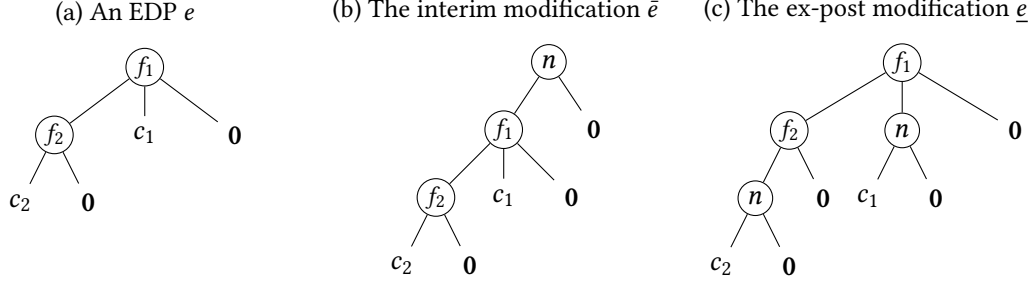 (a) An EDP e
(b) The interim modification ē
(c) The ex-post modification e̲
f₁
f₂
c₁
0
c₂
0
n
f₁
0
f₂
c₁
0
c₂
0
f₁
f₂
n
0
n
0
c₁
0
c₂
0